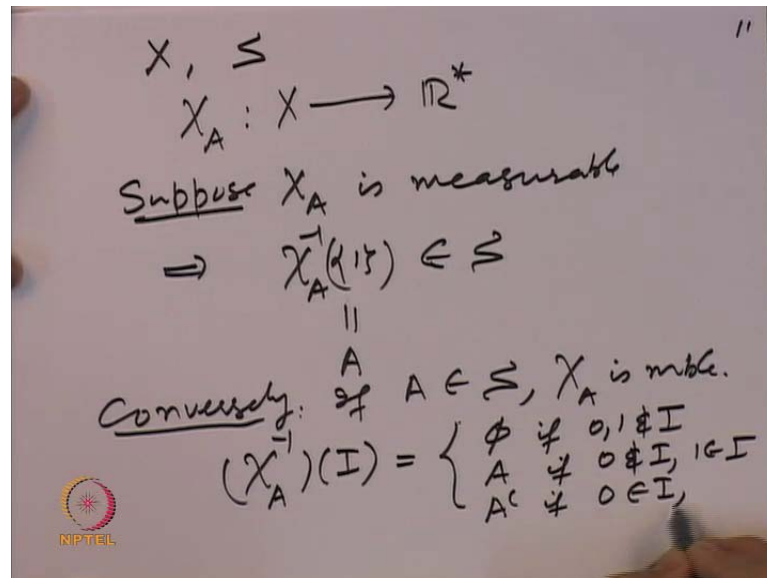 11
X, S
χ_A : X ⟶ ℝ*
Suppose χ_A is measurable
⇒ χ_A^{-1}({1}) ∈ S
||
A
Conversely: If A ∈ S, χ_A is mble.
(χ_A^{-1})(I) = { ϕ if 0,1 ∉ I
A if 0 ∉ I, 1 ∈ I
A^c if 0 ∈ I,
NPTEL